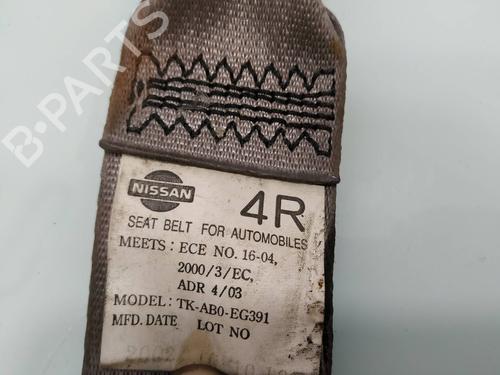 B-PARTS
NISSAN
4R
SEAT BELT FOR AUTOMOBILES
MEETS: ECE NO. 16-04,
2000/3/EC,
ADR 4/03
MODEL: TK-AB0-EG391
MFD. DATE LOT NO